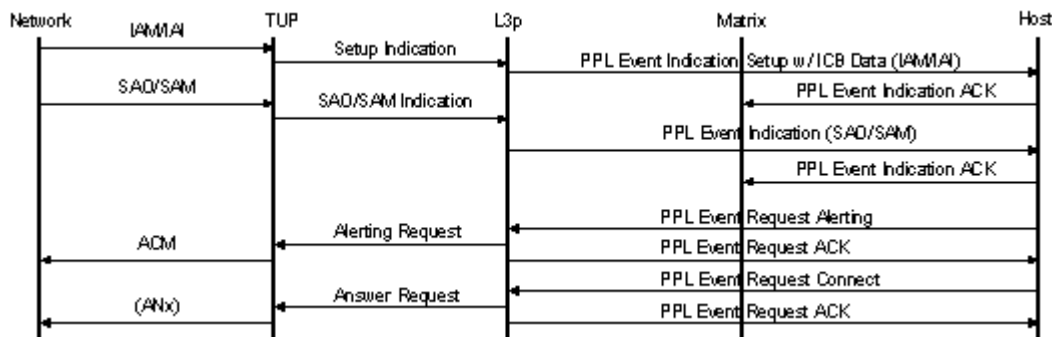 Network TUP L3p Matrix Host
IAM/IAI
Setup Indication
PPL Event Indication Setup w/ICB Data (IAM/IAI)
SAO/SAM
PPL Event Indication ACK
SAO/SAM Indication
PPL Event Indication (SAO/SAM)
PPL Event Indication ACK
PPL Event Request Alerting
Alerting Request
ACM
PPL Event Request ACK
PPL Event Request Connect
Answer Request
(ANx)
PPL Event Request ACK